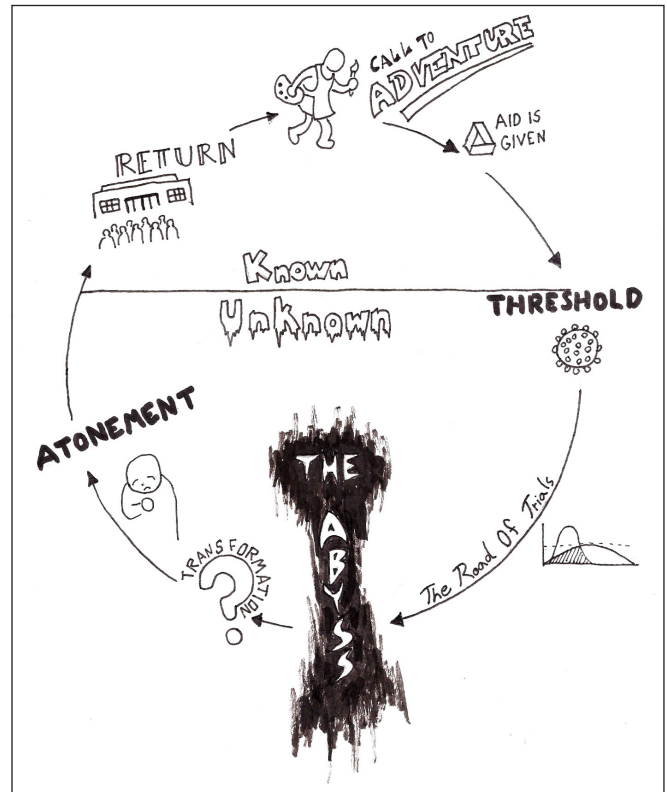 CALL TO
ADVENTURE
AID IS
GIVEN
RETURN
Known
Unknown
THRESHOLD
ATONEMENT
THE
ABYSS
The Road Of Trials
TRANSFORMATION
?